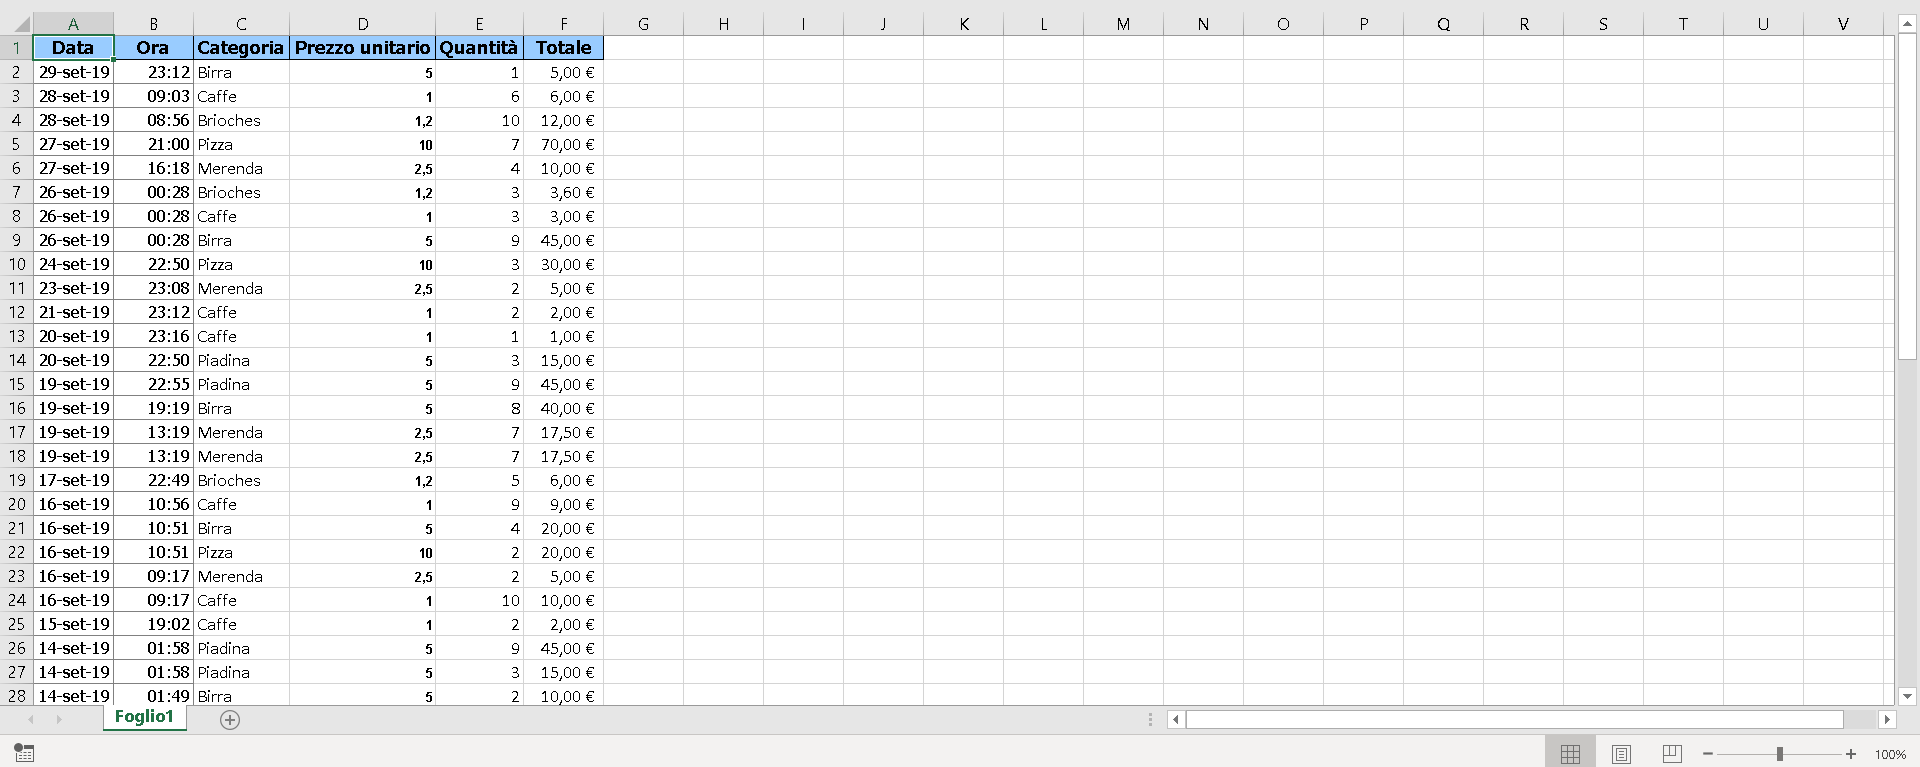 A B C D E F G H I J K L M N O P Q R S T U V
1 Data Ora Categoria Prezzo unitario Quantità Totale
2 29-set-19 23:12 Birra 5 1 5,00 €
3 28-set-19 09:03 Caffe 1 6 6,00 €
4 28-set-19 08:56 Brioches 1,2 10 12,00 €
5 27-set-19 21:00 Pizza 10 7 70,00 €
6 27-set-19 16:18 Merenda 2,5 4 10,00 €
7 26-set-19 00:28 Brioches 1,2 3 3,60 €
8 26-set-19 00:28 Caffe 1 3 3,00 €
9 26-set-19 00:28 Birra 5 9 45,00 €
10 24-set-19 22:50 Pizza 10 3 30,00 €
11 23-set-19 23:08 Merenda 2,5 2 5,00 €
12 21-set-19 23:12 Caffe 1 2 2,00 €
13 20-set-19 23:16 Caffe 1 1 1,00 €
14 20-set-19 22:50 Piadina 5 3 15,00 €
15 19-set-19 22:55 Piadina 5 9 45,00 €
16 19-set-19 19:19 Birra 5 8 40,00 €
17 19-set-19 13:19 Merenda 2,5 7 17,50 €
18 19-set-19 13:19 Merenda 2,5 7 17,50 €
19 17-set-19 22:49 Brioches 1,2 5 6,00 €
20 16-set-19 10:56 Caffe 1 9 9,00 €
21 16-set-19 10:51 Birra 5 4 20,00 €
22 16-set-19 10:51 Pizza 10 2 20,00 €
23 16-set-19 09:17 Merenda 2,5 2 5,00 €
24 16-set-19 09:17 Caffe 1 10 10,00 €
25 15-set-19 19:02 Caffe 1 2 2,00 €
26 14-set-19 01:58 Piadina 5 9 45,00 €
27 14-set-19 01:58 Piadina 5 3 15,00 €
28 14-set-19 01:49 Birra 5 2 10,00 €
Foglio1
100%